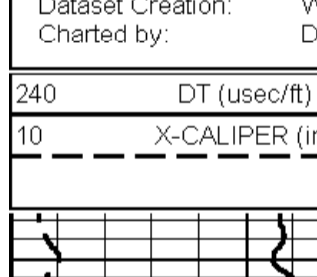 Dataset Creation:
Charted by: D
240 DT (usec/ft)
10 X-CALIPER (in